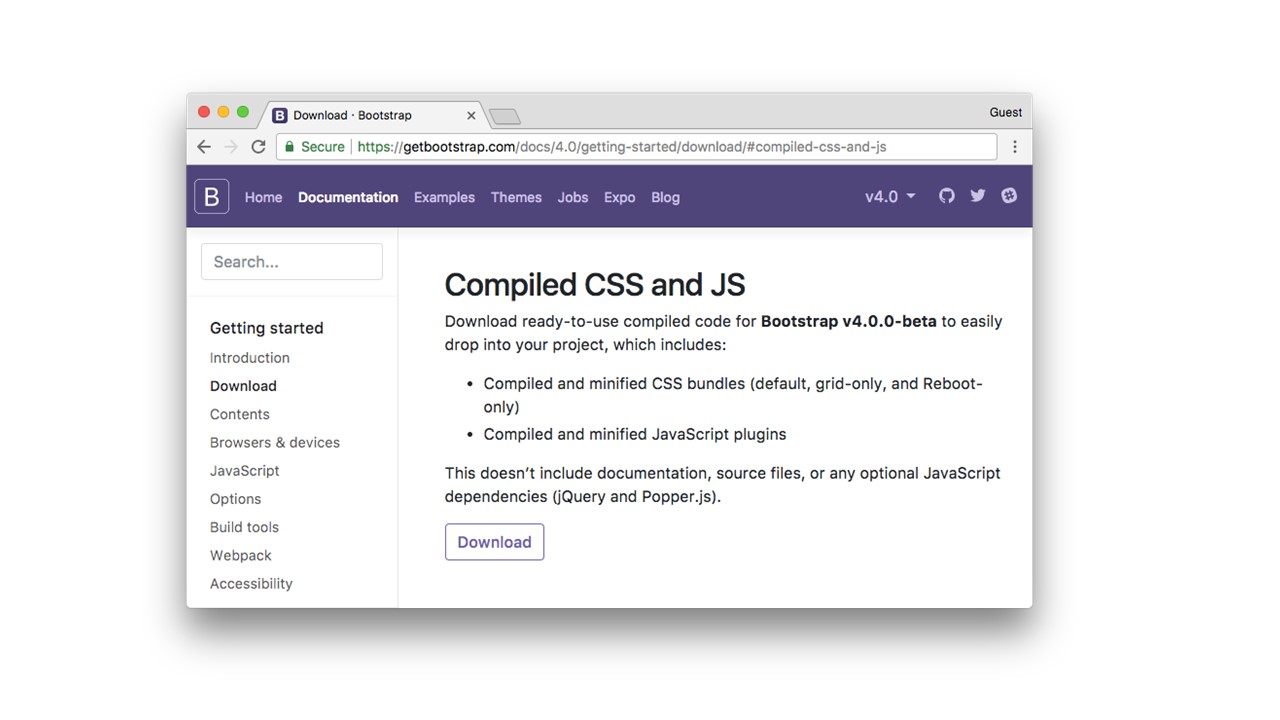 Download · Bootstrap
Guest
Secure https://getbootstrap.com/docs/4.0/getting-started/download/#compiled-css-and-js
B Home Documentation Examples Themes Jobs Expo Blog v4.0
Search...
Getting started
Introduction
Download
Contents
Browsers & devices
JavaScript
Options
Build tools
Webpack
Accessibility
Compiled CSS and JS
Download ready-to-use compiled code for Bootstrap v4.0.0-beta to easily
drop into your project, which includes:
• Compiled and minified CSS bundles (default, grid-only, and Reboot-
only)
• Compiled and minified JavaScript plugins
This doesn’t include documentation, source files, or any optional JavaScript
dependencies (jQuery and Popper.js).
Download